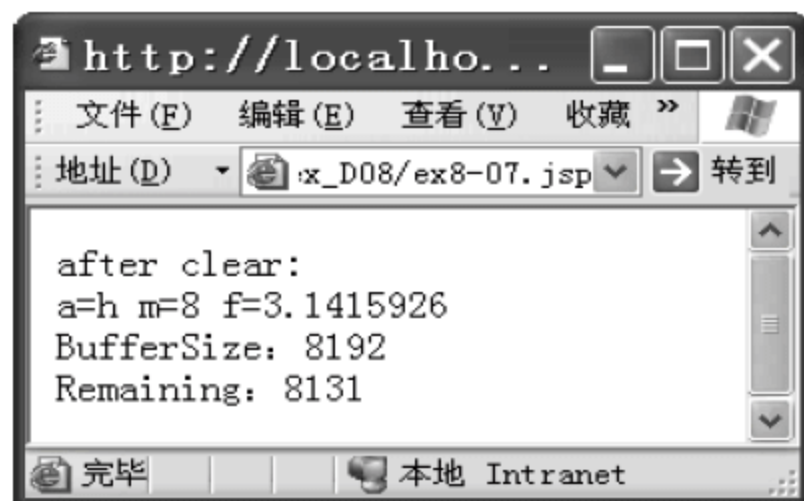 http://localho...
文件(F) 编辑(E) 查看(V) 收藏 »
地址(D) x_D08/ex8-07.jsp 转到
after clear:
a=h m=8 f=3.1415926
BufferSize：8192
Remaining：8131
完毕 本地 Intranet